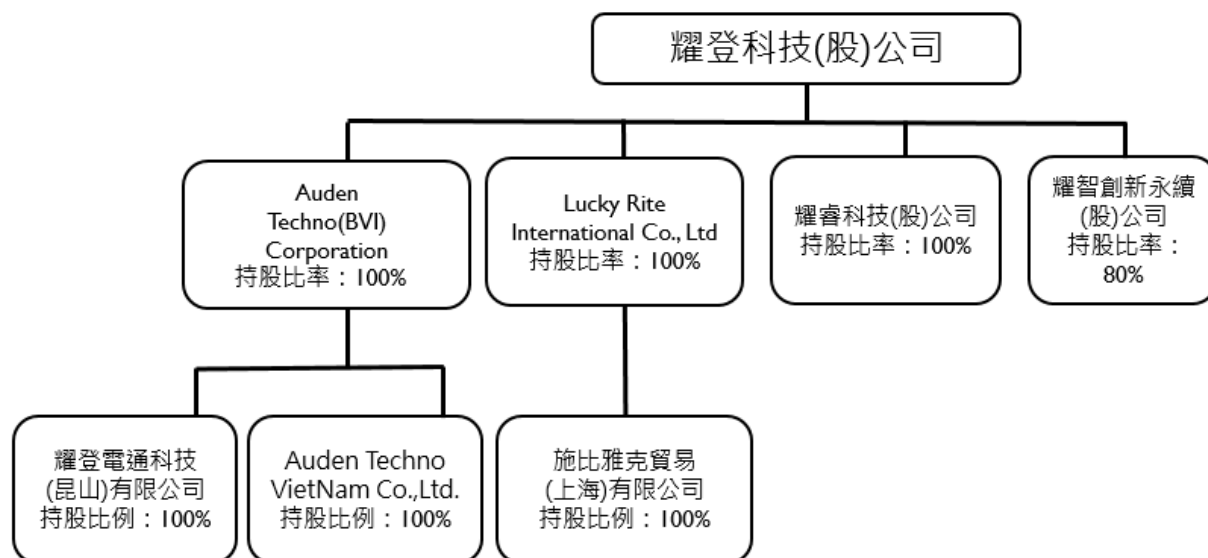 耀登科技(股)公司
Auden
Techno(BVI)
Corporation
持股比率：100%
Lucky Rite
International Co., Ltd
持股比率：100%
耀睿科技(股)公司
持股比率：100%
耀智創新永續
(股)公司
持股比率：
80%
耀登電通科技
(昆山)有限公司
持股比例：100%
Auden Techno
VietNam Co.,Ltd.
持股比例：100%
施比雅克貿易
(上海)有限公司
持股比例：100%